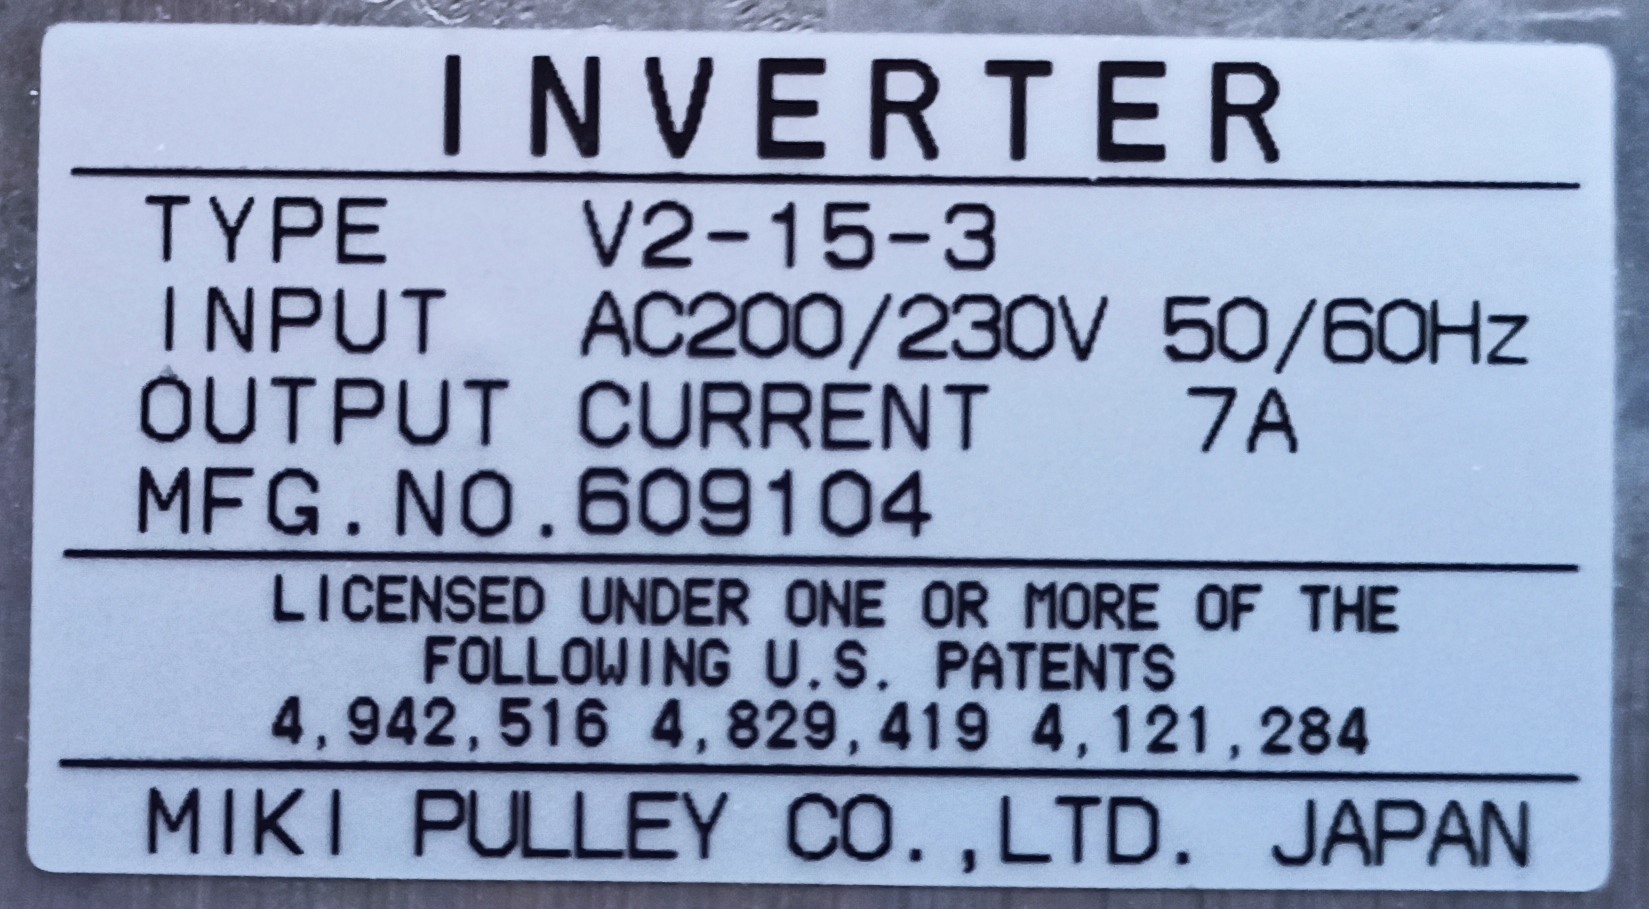 INVERTER
TYPE V2-15-3
INPUT AC200/230V 50/60Hz
OUTPUT CURRENT 7A
MFG.NO.609104
LICENSED UNDER ONE OR MORE OF THE
FOLLOWING U.S. PATENTS
4,942,516 4,829,419 4,121,284
MIKI PULLEY CO.,LTD. JAPAN